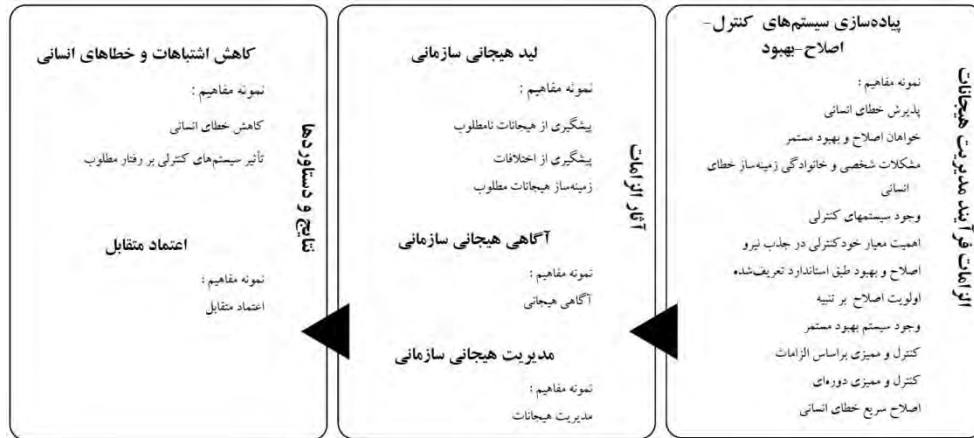 الزامات فرآیند مدیریت هیجانات
پیاده‌سازی سیستم‌های کنترل-
اصلاح-بهبود
نمونه مفاهیم :
پذیرش خطای انسانی
خواهان اصلاح و بهبود مستمر
مشکلات شخصی و خانوادگی زمینه‌ساز خطای
انسانی
وجود سیستمهای کنترلی
اهمیت معیار خودکنترلی در جذب نیرو
اصلاح و بهبود طبق استاندارد تعریف‌شده
اولویت اصلاح بر تنبیه
وجود سیستم بهبود مستمر
کنترل و ممیزی براساس الزامات
کنترل و ممیزی دوره‌ای
اصلاح سریع خطای انسانی
آثار الزامات
لید هیجانی سازمانی
نمونه مفاهیم :
پیشگیری از هیجانات نامطلوب
پیشگیری از اختلافات
زمینه‌ساز هیجانات مطلوب
آگاهی هیجانی سازمانی
نمونه مفاهیم :
آگاهی هیجانی
مدیریت هیجانی سازمانی
نمونه مفاهیم :
مدیریت هیجانات
نتایج و دستاوردها
کاهش اشتباهات و خطاهای انسانی
نمونه مفاهیم :
کاهش خطای انسانی
تأثیر سیستم‌های کنترلی بر رفتار مطلوب
اعتماد متقابل
نمونه مفاهیم :
اعتماد متقابل